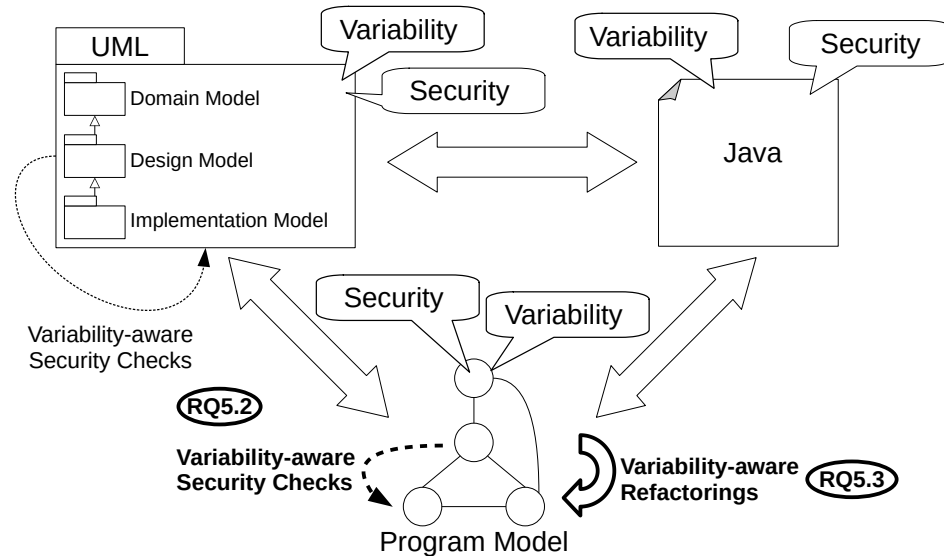 UML
Variability
Security
Domain Model
Design Model
Implementation Model
Variability
Security
Java
Variability-aware
Security Checks
Security
Variability
RQ5.2
Variability-aware
Security Checks
Variability-aware
Refactorings
RQ5.3
Program Model